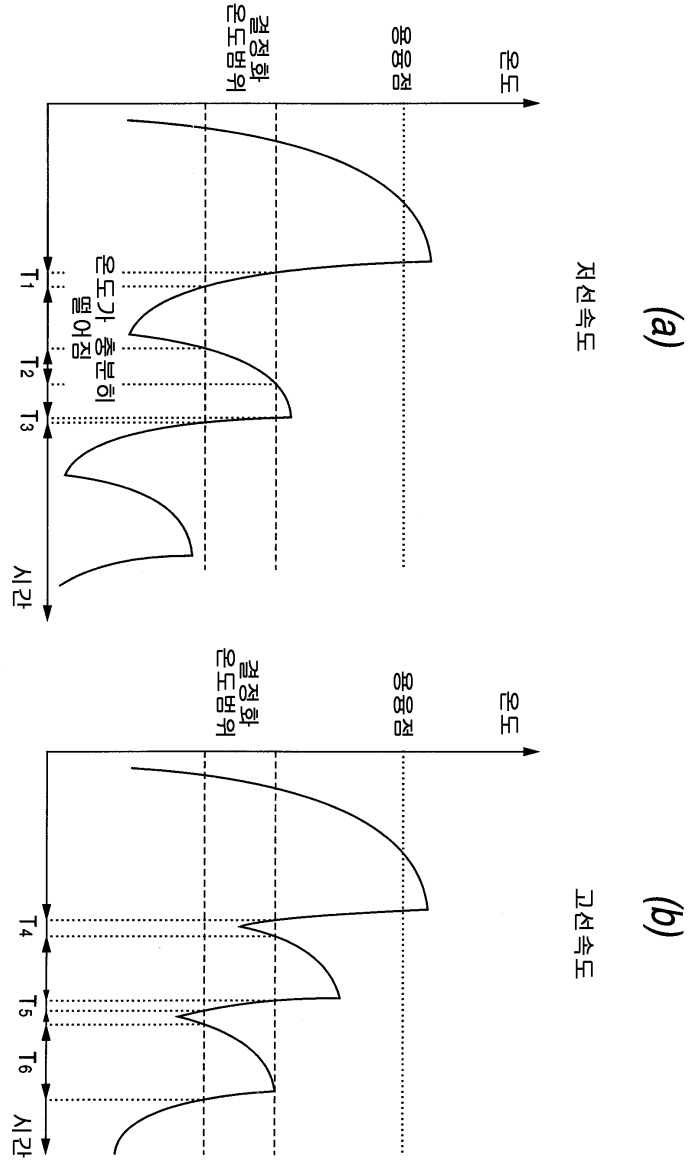 (a)
저선속도
온도
용융점
결정화
온도범위
온도가 충분히
떨어짐
T1 T2 T3 시간
(b)
고선속도
온도
용융점
결정화
온도범위
T4 T5 T6 시간